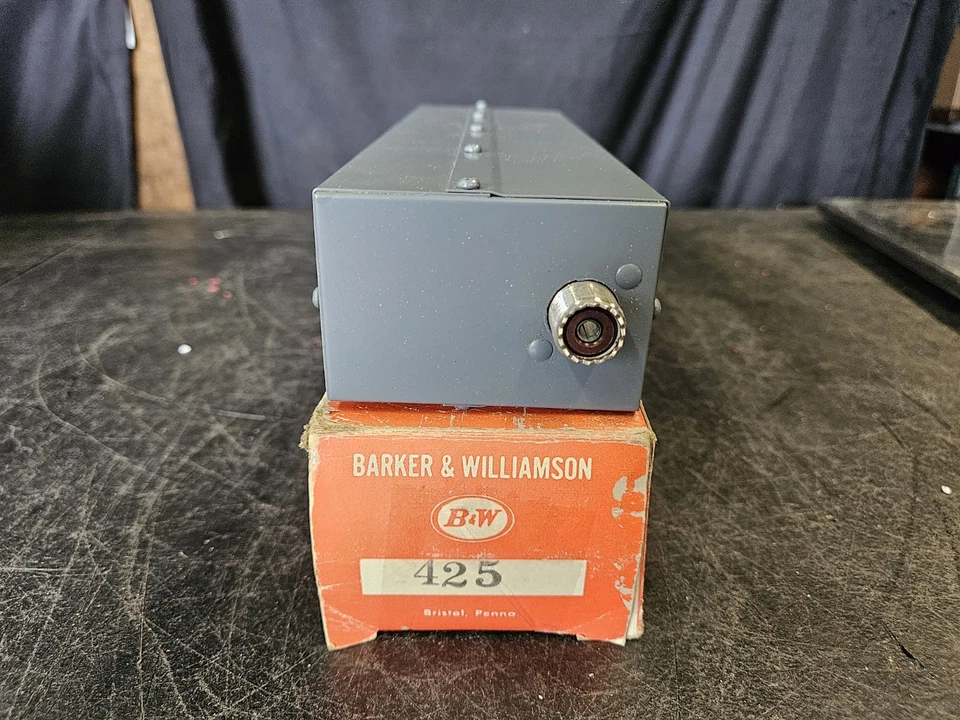 BARKER & WILLIAMSON
B&W
425
Bristol, Penna